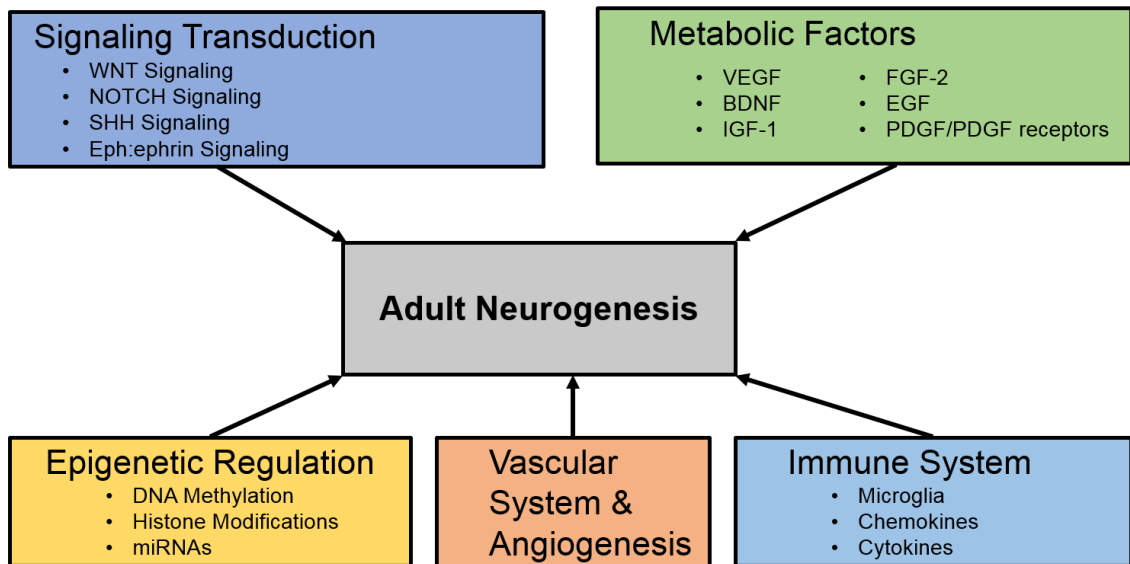 Signaling Transduction
• WNT Signaling
• NOTCH Signaling
• SHH Signaling
• Eph:ephrin Signaling
Metabolic Factors
• VEGF
• BDNF
• IGF-1
• FGF-2
• EGF
• PDGF/PDGF receptors
Adult Neurogenesis
Epigenetic Regulation
• DNA Methylation
• Histone Modifications
• miRNAs
Vascular
System &
Angiogenesis
Immune System
• Microglia
• Chemokines
• Cytokines